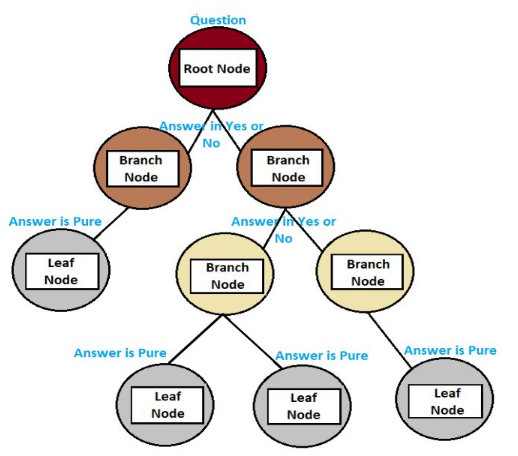 Question
Root Node
Answer in Yes or
No
Branch
Node
Branch
Node
Answer is Pure
Answer in Yes or
No
Leaf
Node
Branch
Node
Branch
Node
Answer is Pure
Answer is Pure
Answer is Pure
Leaf
Node
Leaf
Node
Leaf
Node